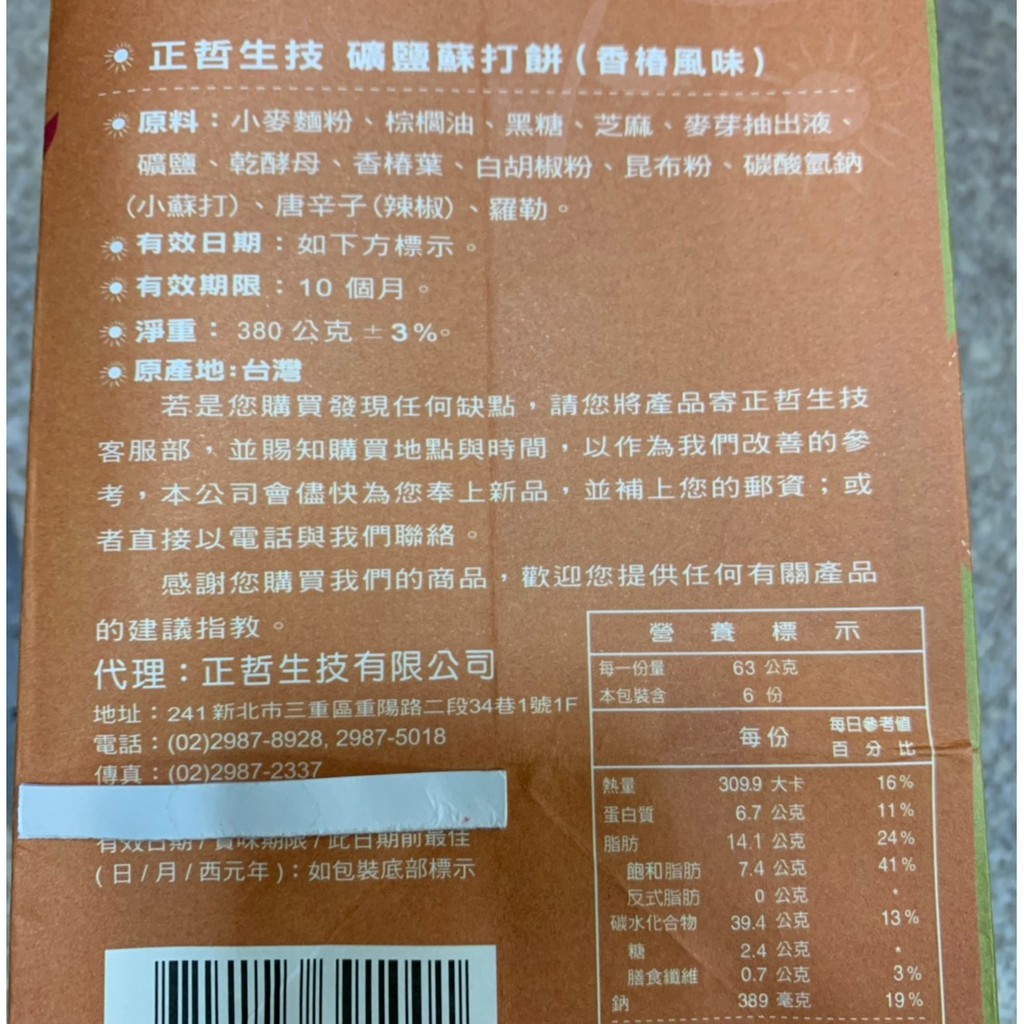 正哲生技 礦鹽蘇打餅(香椿風味)
原料：小麥麵粉、棕櫚油、黑糖、芝麻、麥芽抽出液、
礦鹽、乾酵母、香椿葉、白胡椒粉、昆布粉、碳酸氫鈉
(小蘇打)、唐辛子(辣椒)、羅勒。
有效日期：如下方標示。
有效期限：10 個月。
淨重：380 公克 ±3%。
原產地:台灣
若是您購買發現任何缺點，請您將產品寄正哲生技
客服部，並賜知購買地點與時間，以作為我們改善的參
考，本公司會儘快為您奉上新品，並補上您的郵資；或
者直接以電話與我們聯絡。
感謝您購買我們的商品，歡迎您提供任何有關產品
的建議指教。
代理：正哲生技有限公司
地址：241新北市三重區重陽路二段34巷1號1F
電話：(02)2987-8928, 2987-5018
傳真：(02)2987-2337
有效日期/賞味期限/此日期前最佳
(日/月/西元年)：如包裝底部標示
營養標示
每一份量 63 公克
本包裝含 6 份
每份 每日參考值百分比
熱量 309.9 大卡 16%
蛋白質 6.7 公克 11%
脂肪 14.1 公克 24%
飽和脂肪 7.4 公克 41%
反式脂肪 0 公克 *
碳水化合物 39.4 公克 13%
糖 2.4 公克 *
膳食纖維 0.7 公克 3%
鈉 389 毫克 19%